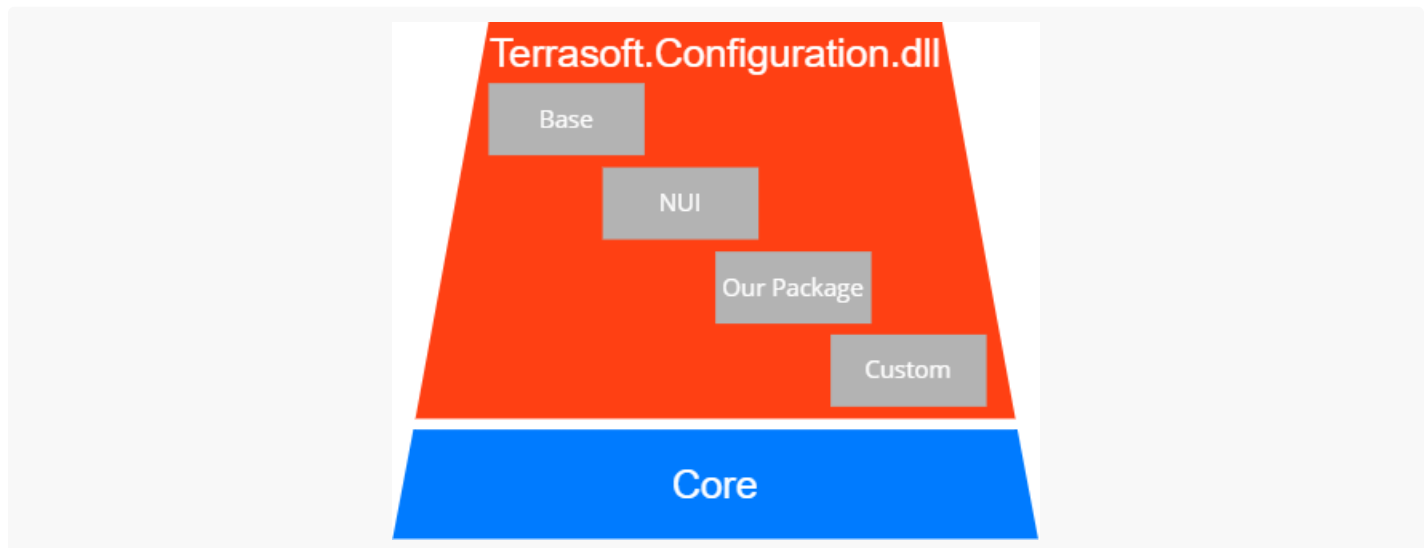 Terrasoft.Configuration.dll
Base
NUI
Our Package
Custom
Core